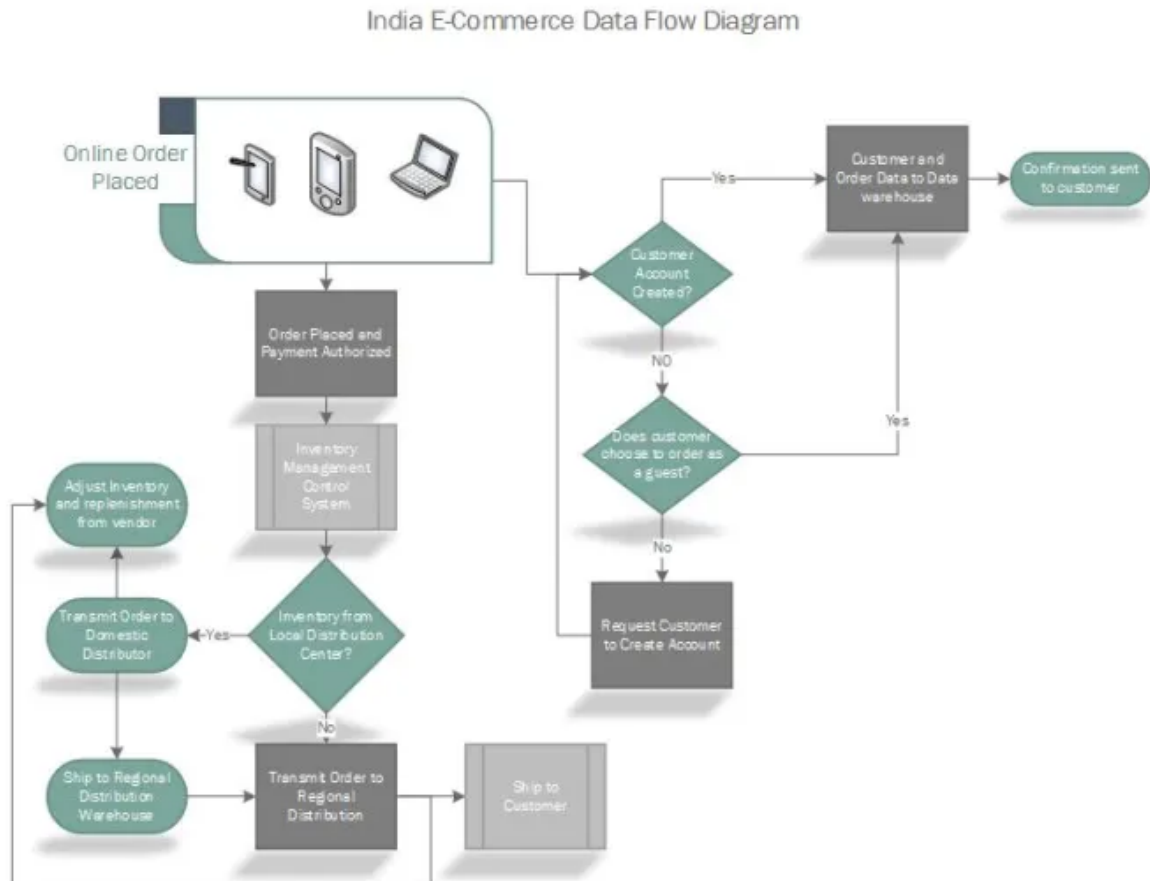 India E-Commerce Data Flow Diagram
Online Order
Placed
Customer and
Order Data to Data
warehouse
Confirmation sent
to customer
Yes
Customer
Account
Created?
Order Placed and
Payment Authorized
NO
Does customer
choose to order as
a guest?
Yes
Inventory
Management
Control
System
Adjust Inventory
and replenishment
from vendor
No
Request Customer
to Create Account
Transmit Order to
Domestic
Distributor
Yes
Inventory from
Local Distribution
Center?
No
Ship to Regional
Distribution
Warehouse
Transmit Order to
Regional
Distribution
Ship to
Customer